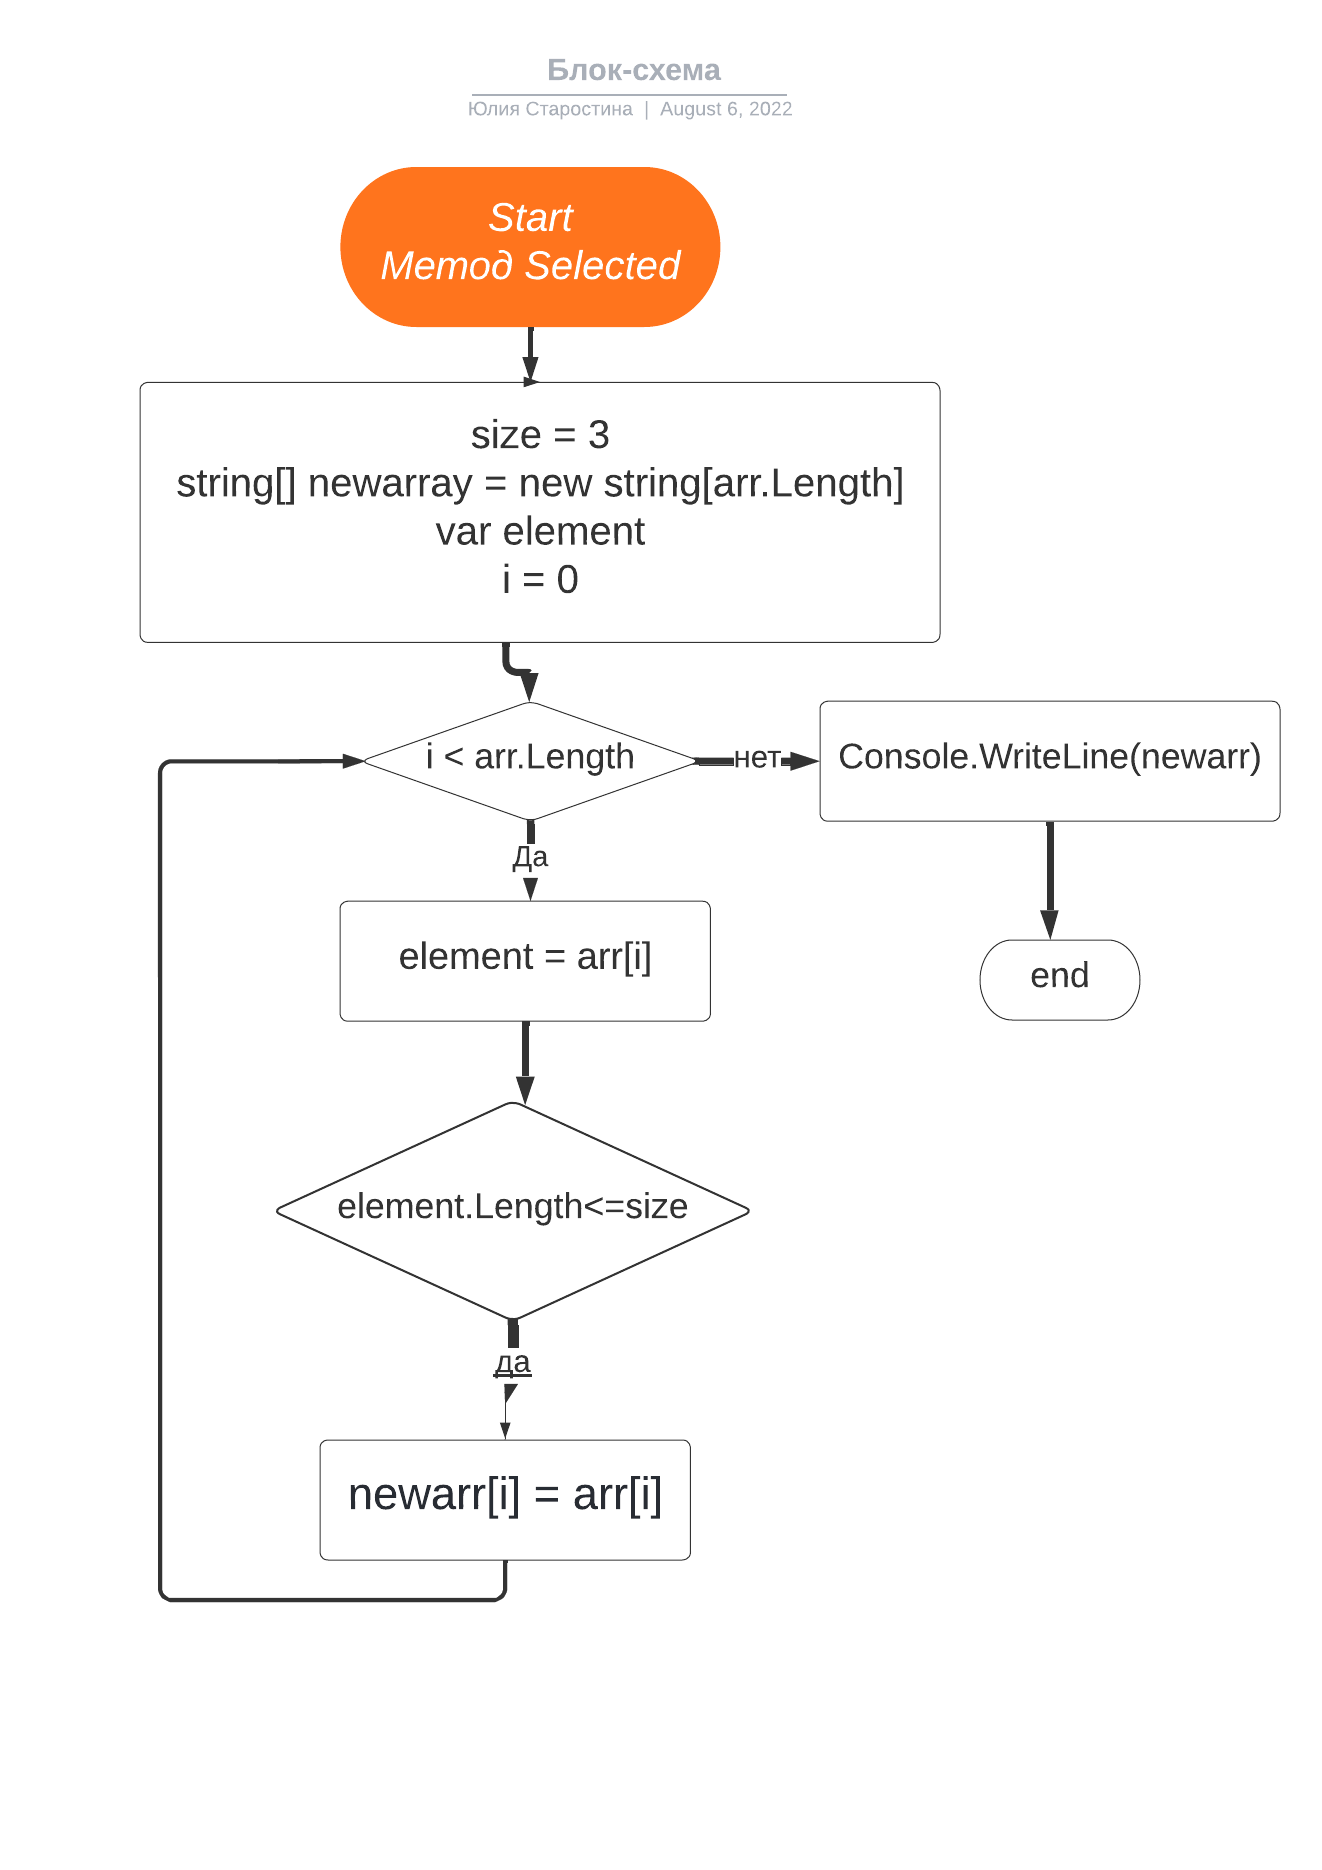 Блок-схема
Юлия Старостина | August 6, 2022
Start
Метод Selected
size = 3
string[] newarray = new string[arr.Length]
var element
i = 0
i < arr.Length
нет
Console.WriteLine(newarr)
Да
element = arr[i]
end
element.Length<=size
да
newarr[i] = arr[i]